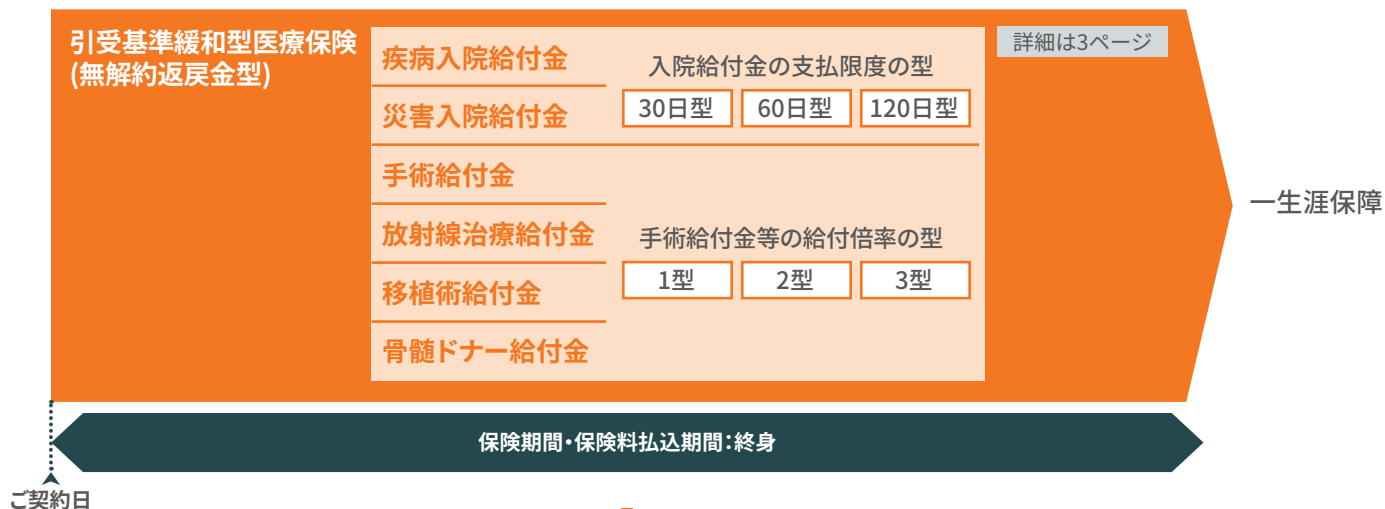 引受基準緩和型医療保険
(無解約返戻金型)
疾病入院給付金
災害入院給付金
入院給付金の支払限度の型
30日型 60日型 120日型
手術給付金
放射線治療給付金
移植術給付金
骨髄ドナー給付金
手術給付金等の給付倍率の型
1型 2型 3型
詳細は3ページ
一生涯保障
保険期間・保険料払込期間：終身
ご契約日